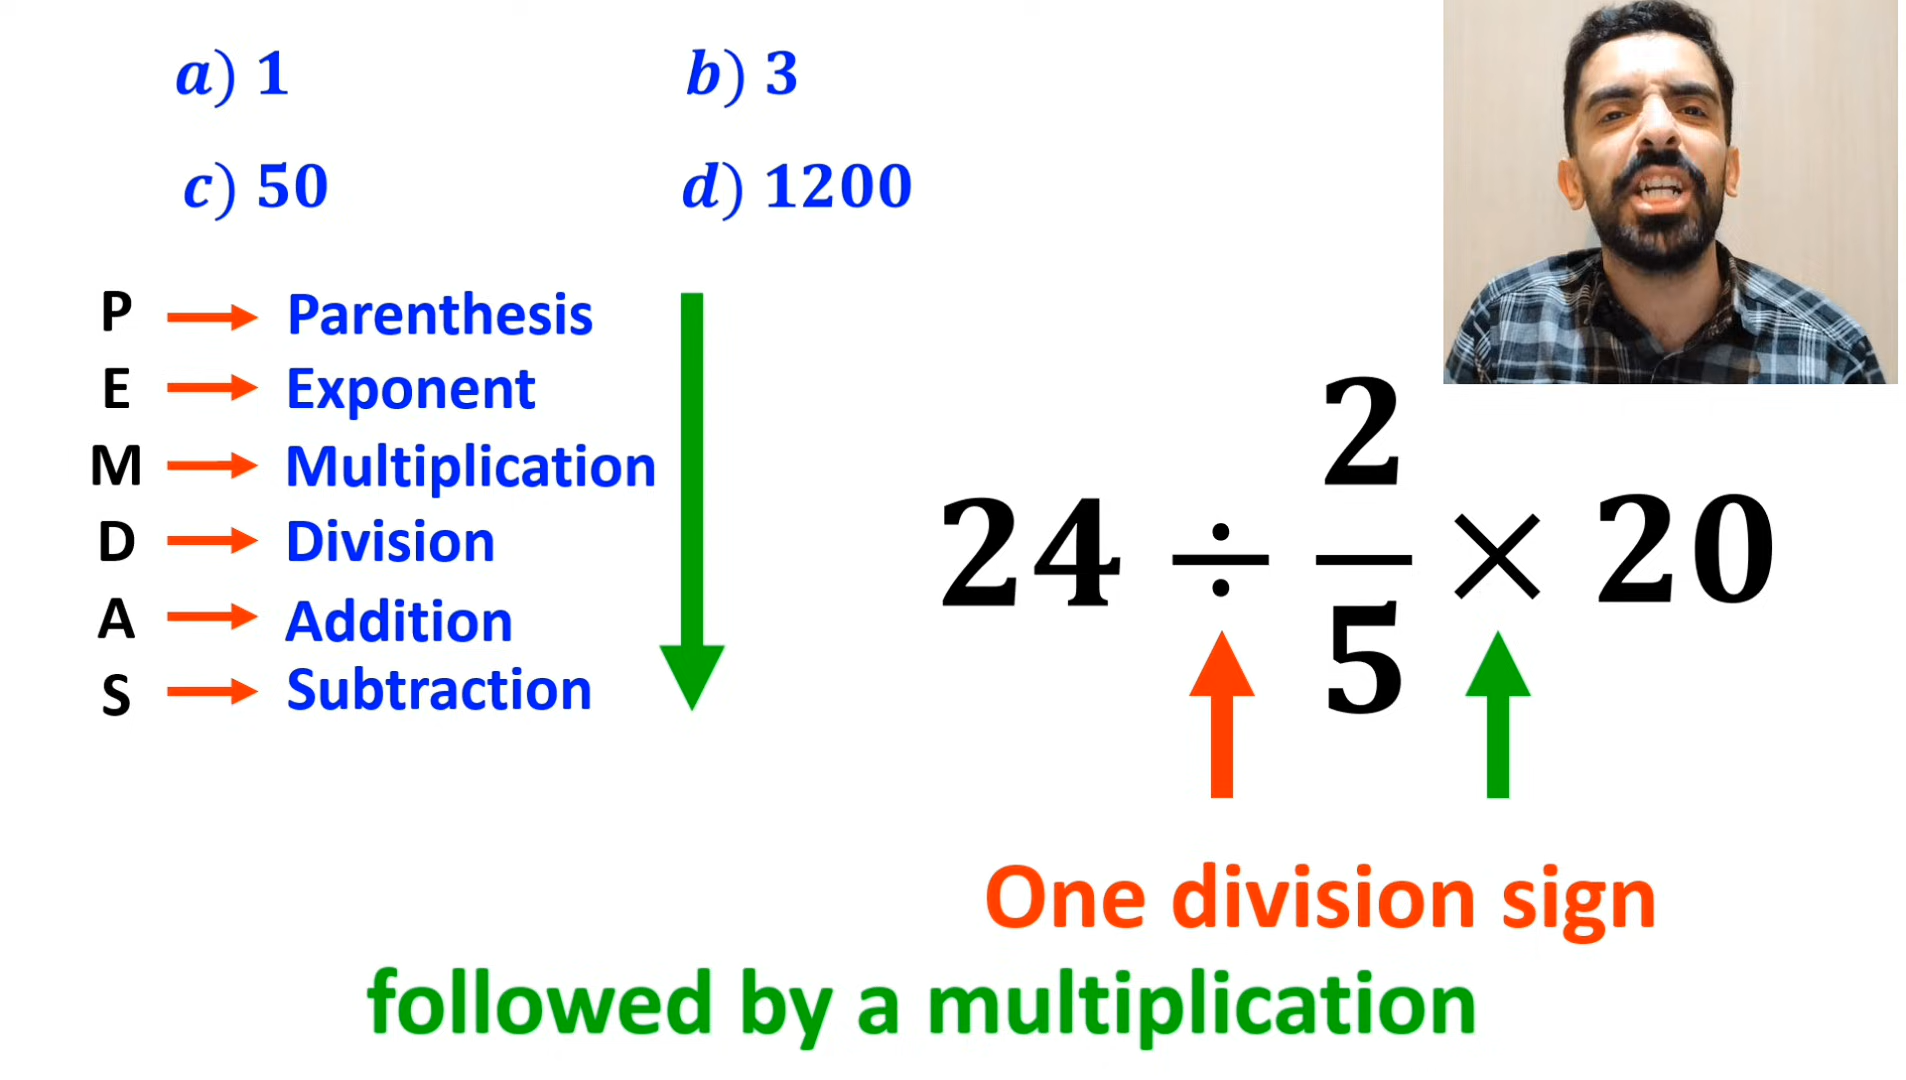 a) 1
b) 3
c) 50
d) 1200
P → Parenthesis
E → Exponent
M → Multiplication
D → Division
A → Addition
S → Subtraction
24 ÷ 2/5 × 20
One division sign
followed by a multiplication